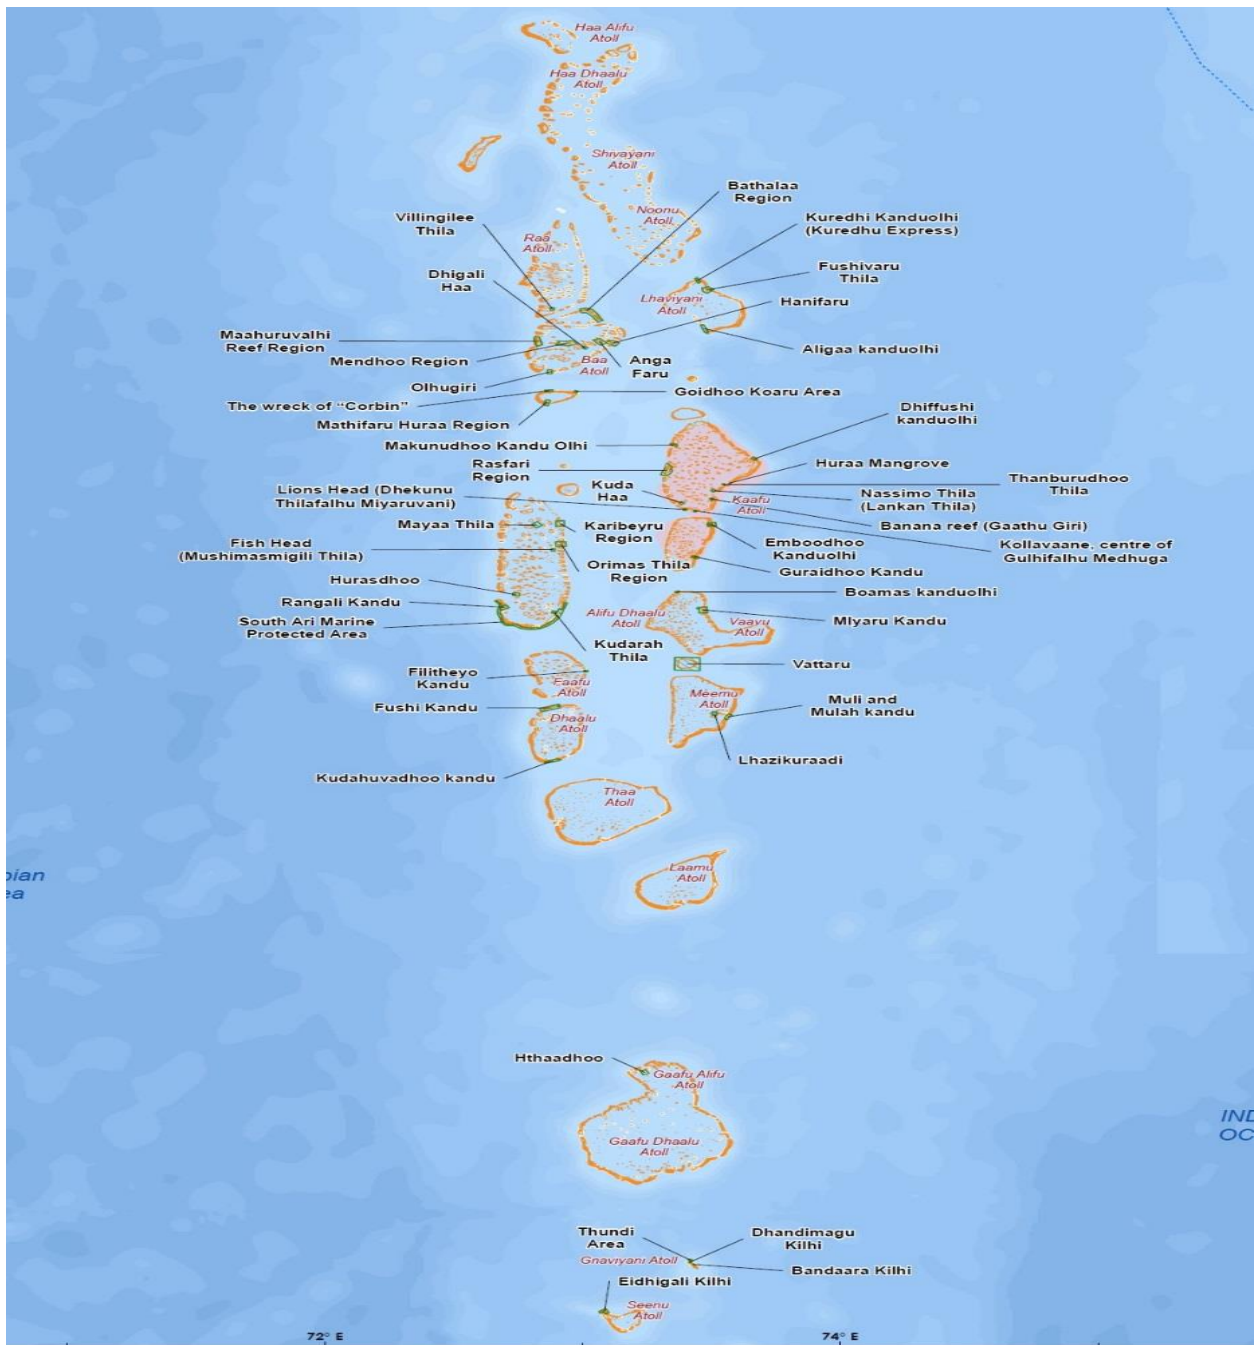 Haa Alifu
Atoll
Haa Dhaalu
Atoll
Shivayani
Atoll
Bathalaa
Region
Noonu
Atoll
Villingilee
Thila
Kuredhi Kanduolhi
(Kuredhu Express)
Raa
Atoll
Dhigali
Haa
Fushivaru
Thila
Lhaviyani
Atoll
Hanifaru
Maahuruvalhi
Reef Region
Mendhoo Region
Baa
Atoll
Anga
Faru
Aligaa kanduolhi
Olhugiri
The wreck of "Corbin"
Goidhoo Koaru Area
Mathifaru Huraa Region
Dhiffushi
kanduolhi
Makunudhoo Kandu Olhi
Rasfari
Region
Huraa Mangrove
Thanburudhoo
Thila
Lions Head (Dhekunu
Thilafalhu Miyaruvani)
Kuda
Haa
Kaafu
Atoll
Nassimo Thila
(Lankan Thila)
Mayaa Thila
Karibeyru
Region
Banana reef (Gaathu Giri)
Fish Head
(Mushimasmigili Thila)
Emboodhoo
Kanduolhi
Kollavaane, centre of
Gulhifalhu Medhuga
Orimas Thila
Region
Guraidhoo Kandu
Hurasdhoo
Boamas kanduolhi
Rangali Kandu
Alifu Dhaalu
Atoll
Vaavu
Atoll
MIyaru Kandu
South Ari Marine
Protected Area
Kudarah
Thila
Filitheyo
Kandu
Vattaru
Faafu
Atoll
Meemu
Atoll
Muli and
Mulah kandu
Fushi Kandu
Dhaalu
Atoll
Lhazikuraadi
Kudahuvadhoo kandu
Thaa
Atoll
Laamu
Atoll
bian
ea
Hthaadhoo
Gaafu Alifu
Atoll
IND
OC
Gaafu Dhaalu
Atoll
Thundi
Area
Dhandimagu
Kilhi
Gnaviyani Atoll
Bandaara Kilhi
Eidhigali Kilhi
Seenu
Atoll
72° E
74° E